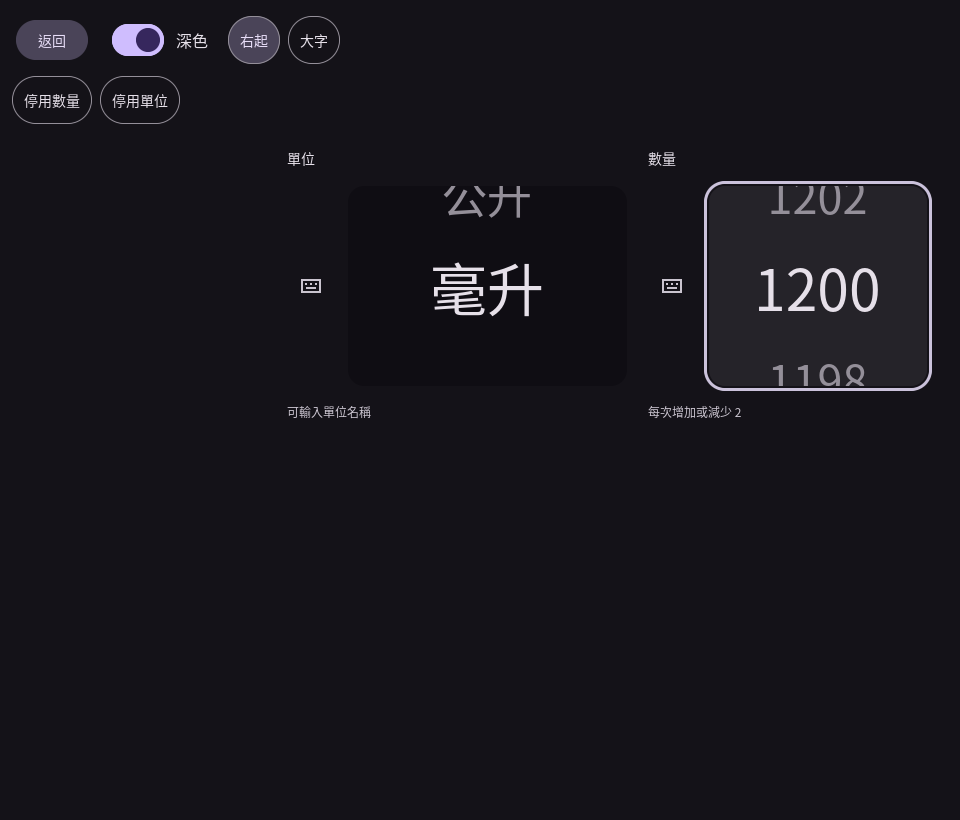 返回
深色
右起
大字
停用數量
停用單位
單位
數量
公升
毫升
1202
1200
1198
可輸入單位名稱
每次增加或減少 2